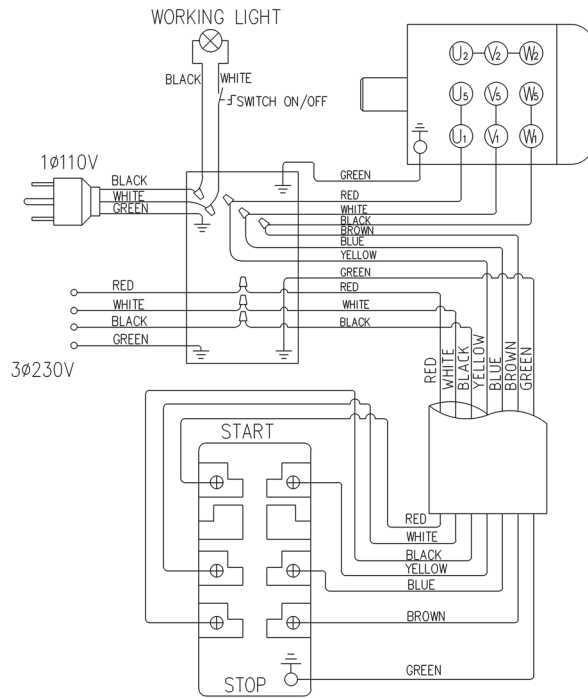 WORKING LIGHT
BLACK WHITE
SWITCH ON/OFF
U2 V2 W2
U5 V5 W5
U1 V1 W1
1ø110V
BLACK
WHITE
GREEN
GREEN
RED
WHITE
BLACK
BROWN
BLUE
YELLOW
GREEN
RED
RED
WHITE
WHITE
BLACK
BLACK
GREEN
3ø230V
RED
WHITE
BLACK
YELLOW
BLUE
BROWN
GREEN
START
RED
WHITE
BLACK
YELLOW
BLUE
BROWN
GREEN
STOP